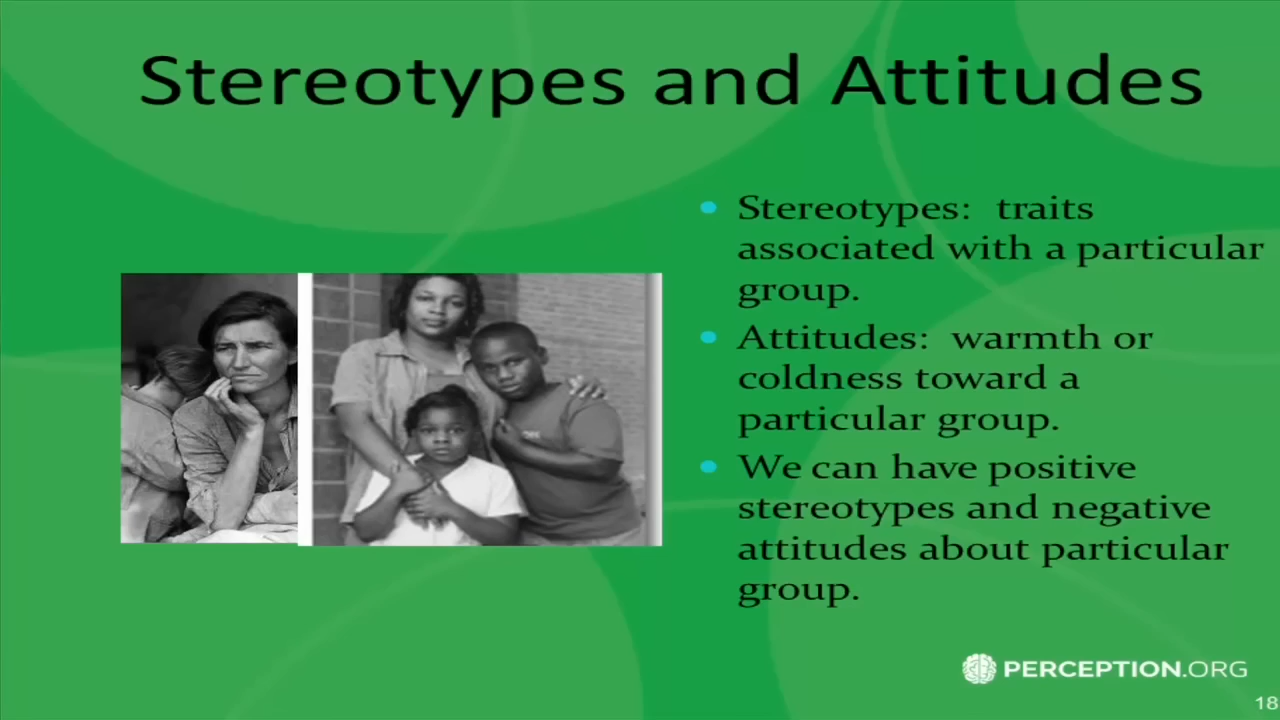 Stereotypes and Attitudes
Stereotypes: traits
associated with a particular
group.
Attitudes: warmth or
coldness toward a
particular group.
We can have positive
stereotypes and negative
attitudes about particular
group.
PERCEPTION.ORG
18